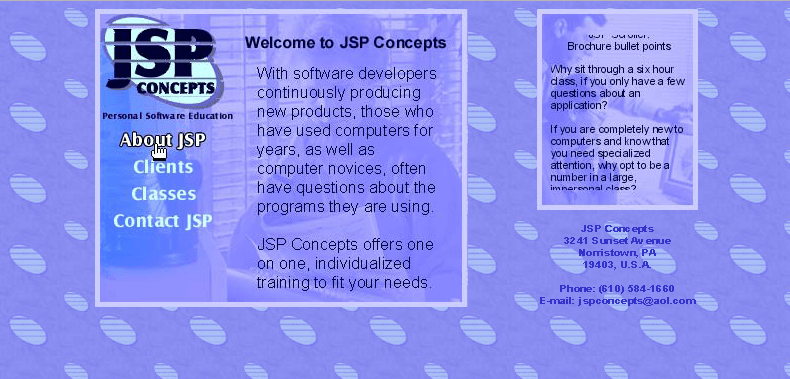 JSP
CONCEPTS
Personal Software Education
About JSP
Clients
Classes
Contact JSP
Welcome to JSP Concepts
With software developers
continuously producing
new products, those who
have used computers for
years, as well as
computer novices, often
have questions about the
programs they are using.
JSP Concepts offers one
on one, individualized
training to fit your needs.
JSP Scroller:
Brochure bullet points
Why sit through a six hour
class, if you only have a few
questions about an
application?
If you are completely new to
computers and know that
you need specialized
attention, why opt to be a
number in a large,
impersonal class?
JSP Concepts
3241 Sunset Avenue
Norristown, PA
19403, U.S.A.
Phone: (610) 584-1660
E-mail: jspconcepts@aol.com